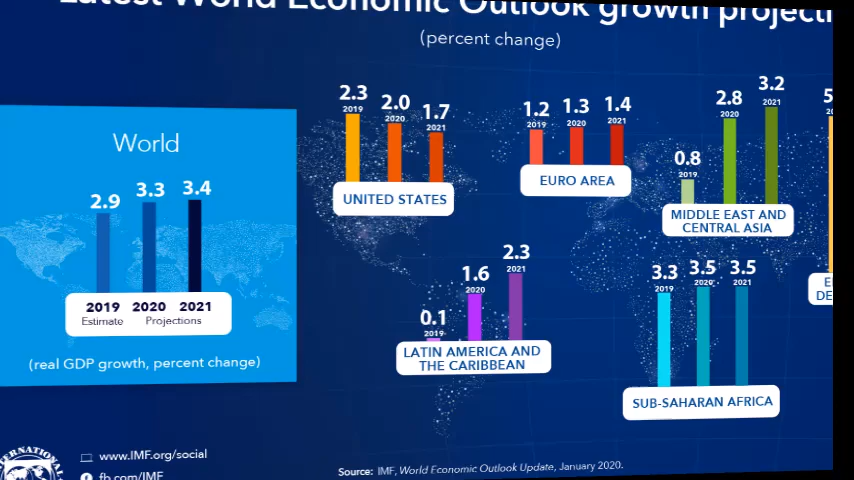 Latest World Economic Outlook growth
(percent change)
World
2.9 3.3 3.4
2019 2020 2021
Estimate Projections
(real GDP growth, percent change)
2.3 2.0 1.7
2019 2020 2021
UNITED STATES
1.2 1.3 1.4
2019 2020 2021
EURO AREA
0.8 2.8 3.2
2019 2020 2021
MIDDLE EAST AND
CENTRAL ASIA
0.1 1.6 2.3
2019 2020 2021
LATIN AMERICA AND
THE CARIBBEAN
3.3 3.5 3.5
2019 2020 2021
SUB-SAHARAN AFRICA
www.IMF.org/social
fb.com/IMF
Source: IMF, World Economic Outlook Update, January 2020.